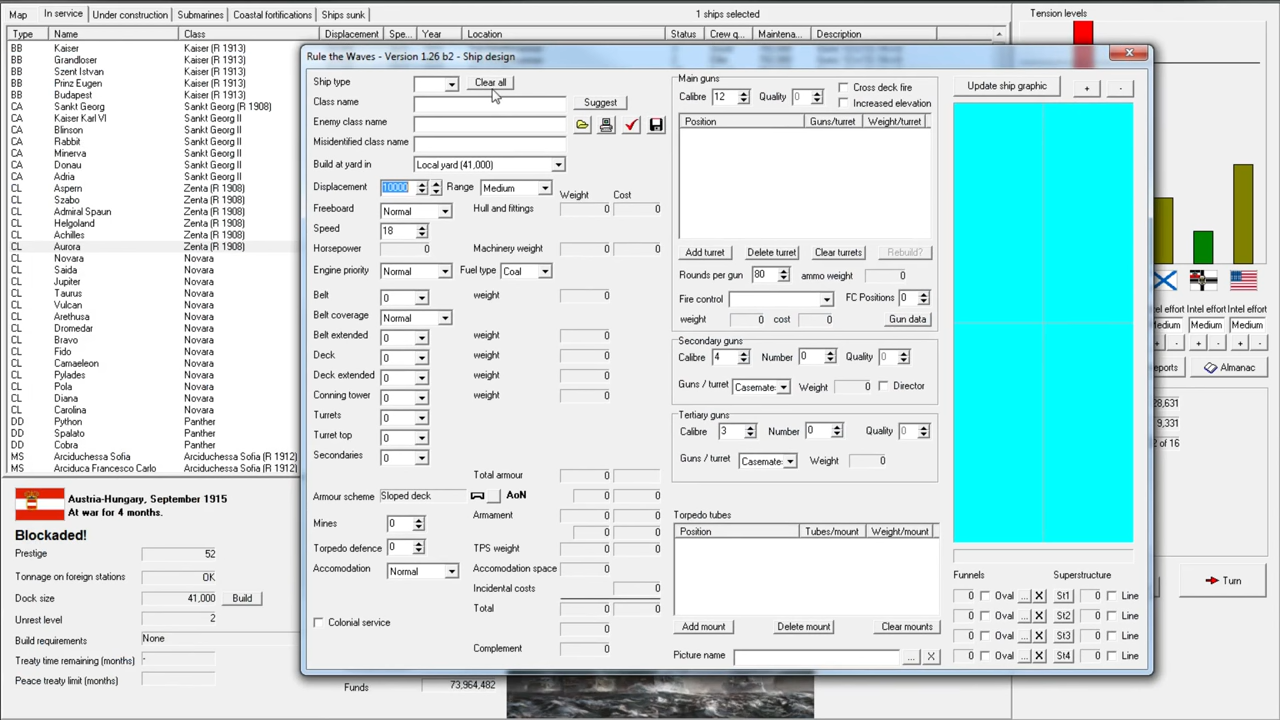 Map In service Under construction Submarines Coastal fortifications Ships sunk 1 ships selected Tension levels
Type Name Class Displacement Spe... Year Location Status Crew q... Maintena... Description
BB Kaiser Kaiser (R 1913)
BB Grandloser Kaiser (R 1913)
BB Szent Istvan Kaiser (R 1913)
BB Prinz Eugen Kaiser (R 1913)
BB Budapest Kaiser (R 1913)
CA Sankt Georg Sankt Georg (R 1908)
CA Kaiser Karl VI Sankt Georg II
CA Blinson Sankt Georg II
CA Rabbit Sankt Georg II
CA Minerva Sankt Georg II
CA Donau Sankt Georg II
CA Adria Sankt Georg II
CL Aspern Zenta (R 1908)
CL Szabo Zenta (R 1908)
CL Admiral Spaun Zenta (R 1908)
CL Helgoland Zenta (R 1908)
CL Achilles Zenta (R 1908)
CL Aurora Zenta (R 1908)
CL Novara Novara
CL Saida Novara
CL Jupiter Novara
CL Taurus Novara
CL Vulcan Novara
CL Arethusa Novara
CL Dromedar Novara
CL Bravo Novara
CL Fido Novara
CL Camaeleon Novara
CL Pylades Novara
CL Pola Novara
CL Diana Novara
CL Carolina Novara
DD Python Panther
DD Spalato Panther
DD Cobra Panther
MS Arciduchessa Sofia Arciduchessa Sofia (R 1912)
MS Arciduca Francesco Carlo Arciduchessa Sofia (R 1912)
Austria-Hungary, September 1915
At war for 4 months.
Blockaded!
Prestige 52
Tonnage on foreign stations OK
Dock size 41,000 Build
Unrest level 2
Build requirements None
Treaty time remaining (months) -
Peace treaty limit (months)
Funds 73,964,482
Rule the Waves - Version 1.26 b2 - Ship design
Ship type Clear all
Class name Suggest
Enemy class name
Misidentified class name
Build at yard in Local yard (41,000)
Displacement 10000 Range Medium Weight Cost
Freeboard Normal Hull and fittings 0 0
Speed 18
Horsepower 0 Machinery weight 0 0
Engine priority Normal Fuel type Coal
Belt 0 weight 0
Belt coverage Normal
Belt extended 0 weight 0
Deck 0 weight 0
Deck extended 0 weight 0
Conning tower 0 weight 0
Turrets 0
Turret top 0
Secondaries 0
Total armour 0 0
Armour scheme Sloped deck AoN 0 0
Mines 0 Armament 0 0
0 0
Torpedo defence 0 TPS weight 0 0
Accomodation Normal Accomodation space 0
Incidental costs 0
Total 0 0
Colonial service 0
Complement 0
Main guns
Calibre 12 Quality 0 Cross deck fire
Increased elevation
Position Guns/turret Weight/turret
Add turret Delete turret Clear turrets Rebuild?
Rounds per gun 80 ammo weight 0
Fire control FC Positions 0
weight 0 cost 0 Gun data
Secondary guns
Calibre 4 Number 0 Quality 0
Guns / turret Casemate Weight 0 Director
Tertiary guns
Calibre 3 Number 0 Quality 0
Guns / turret Casemate Weight 0
Torpedo tubes
Position Tubes/mount Weight/mount
Add mount Delete mount Clear mounts
Picture name ... X
Update ship graphic + -
Funnels Superstructure
0 Oval ... X St1 0 Line
0 Oval ... X St2 0 Line
0 Oval ... X St3 0 Line
0 Oval ... X St4 0 Line
Intel effort Intel effort
Medium Medium
+ - + -
Almanac
Turn